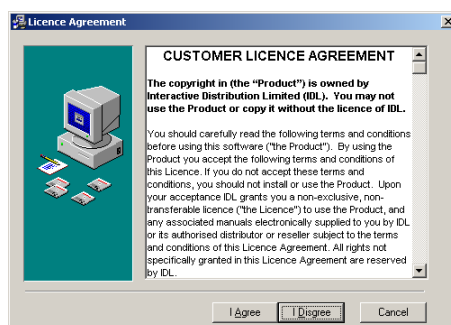 Licence Agreement
CUSTOMER LICENCE AGREEMENT
The copyright in (the “Product”) is owned by
Interactive Distribution Limited (IDL). You may not
use the Product or copy it without the licence of IDL.
You should carefully read the following terms and conditions
before using this software ("the Product"). By using the
Product you accept the following terms and conditions of
this Licence. If you do not accept these terms and
conditions, you should not install or use the Product. Upon
your acceptance IDL grants you a non-exclusive, non-
transferable licence ("the Licence") to use the Product, and
any associated manuals electronically supplied to you by IDL
or its authorised distributor or reseller subject to the terms
and conditions of this Licence Agreement. All rights not
specifically granted in this Licence Agreement are reserved
by IDL.
I Agree I Disgree Cancel